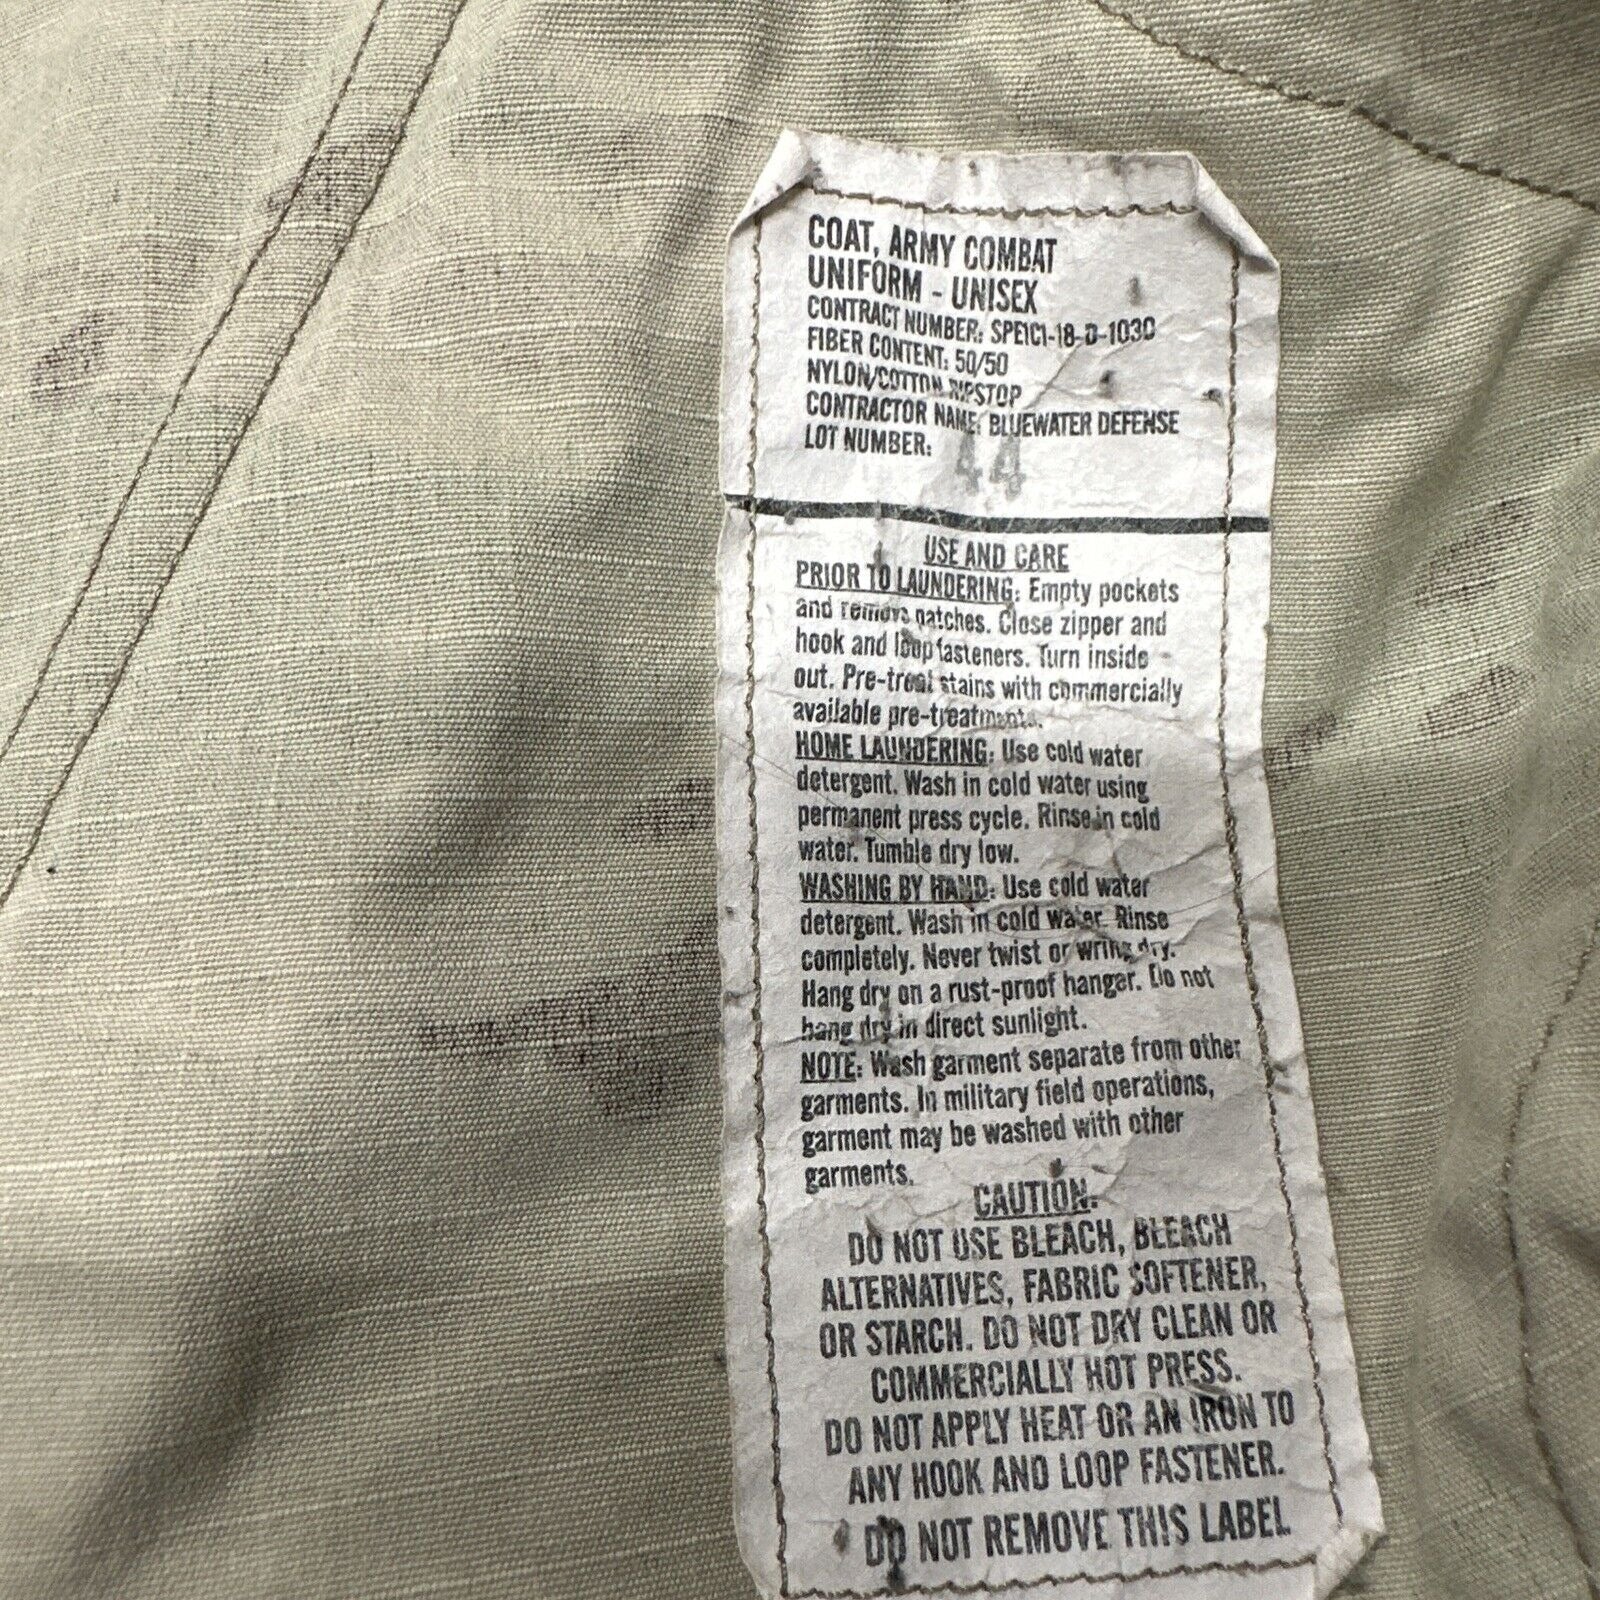 COAT, ARMY COMBAT
UNIFORM - UNISEX
CONTRACT NUMBER: SPE1C1-18-D-1030
FIBER CONTENT: 50/50
NYLON/COTTON RIPSTOP
CONTRACTOR NAME: BLUEWATER DEFENSE
LOT NUMBER: 44
USE AND CARE
PRIOR TO LAUNDERING: Empty pockets
and remove patches. Close zipper and
hook and loop fasteners. Turn inside
out. Pre-treat stains with commercially
available pre-treatments.
HOME LAUNDERING: Use cold water
detergent. Wash in cold water using
permanent press cycle. Rinse in cold
water. Tumble dry low.
WASHING BY HAND: Use cold water
detergent. Wash in cold water. Rinse
completely. Never twist or wring dry.
Hang dry on a rust-proof hanger. Do not
hang dry in direct sunlight.
NOTE: Wash garment separate from other
garments. In military field operations,
garment may be washed with other
garments.
CAUTION:
DO NOT USE BLEACH, BLEACH
ALTERNATIVES, FABRIC SOFTENER,
OR STARCH. DO NOT DRY CLEAN OR
COMMERCIALLY HOT PRESS.
DO NOT APPLY HEAT OR AN IRON TO
ANY HOOK AND LOOP FASTENER.
DO NOT REMOVE THIS LABEL